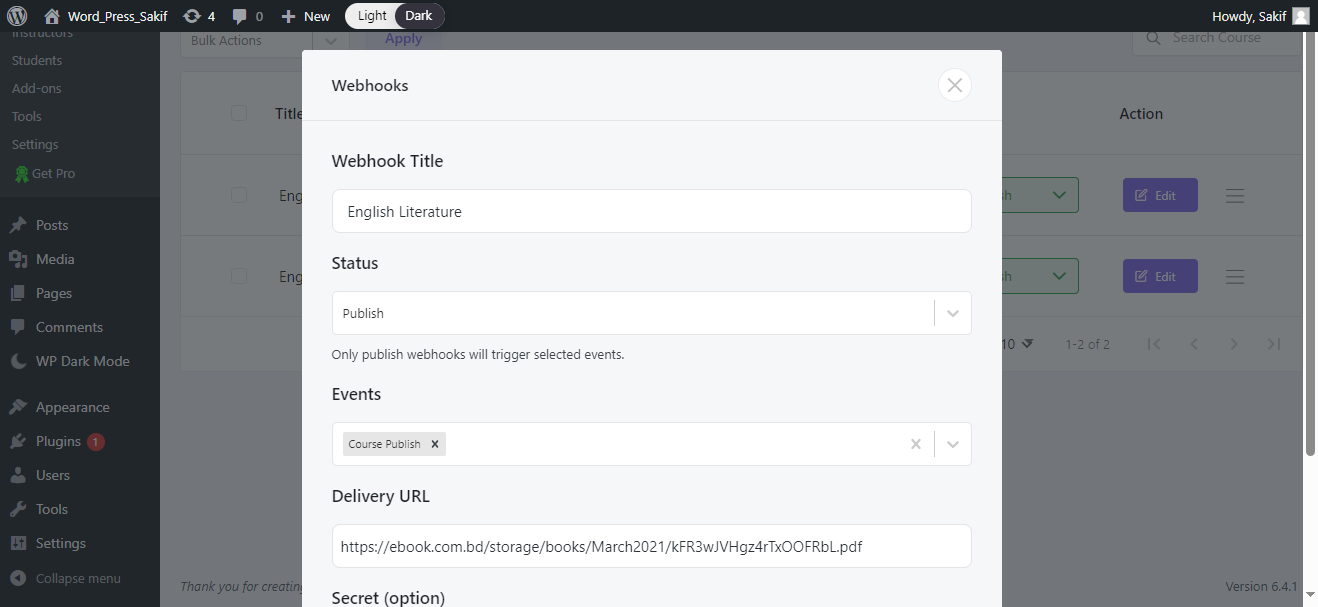 Word_Press_Sakif 4 0 New Light Dark Howdy, Sakif
Instructors
Students
Add-ons
Tools
Settings
Get Pro
Posts
Media
Pages
Comments
WP Dark Mode
Appearance
Plugins 1
Users
Tools
Settings
Collapse menu
Bulk Actions Apply Search Course
Title Action
Eng sh Edit
Eng sh Edit
10 1-2 of 2
Webhooks
Webhook Title
English Literature
Status
Publish
Only publish webhooks will trigger selected events.
Events
Course Publish
Delivery URL
https://ebook.com.bd/storage/books/March2021/kFR3wJVHgz4rTxOOFRbL.pdf
Secret (option)
Thank you for creating Version 6.4.1